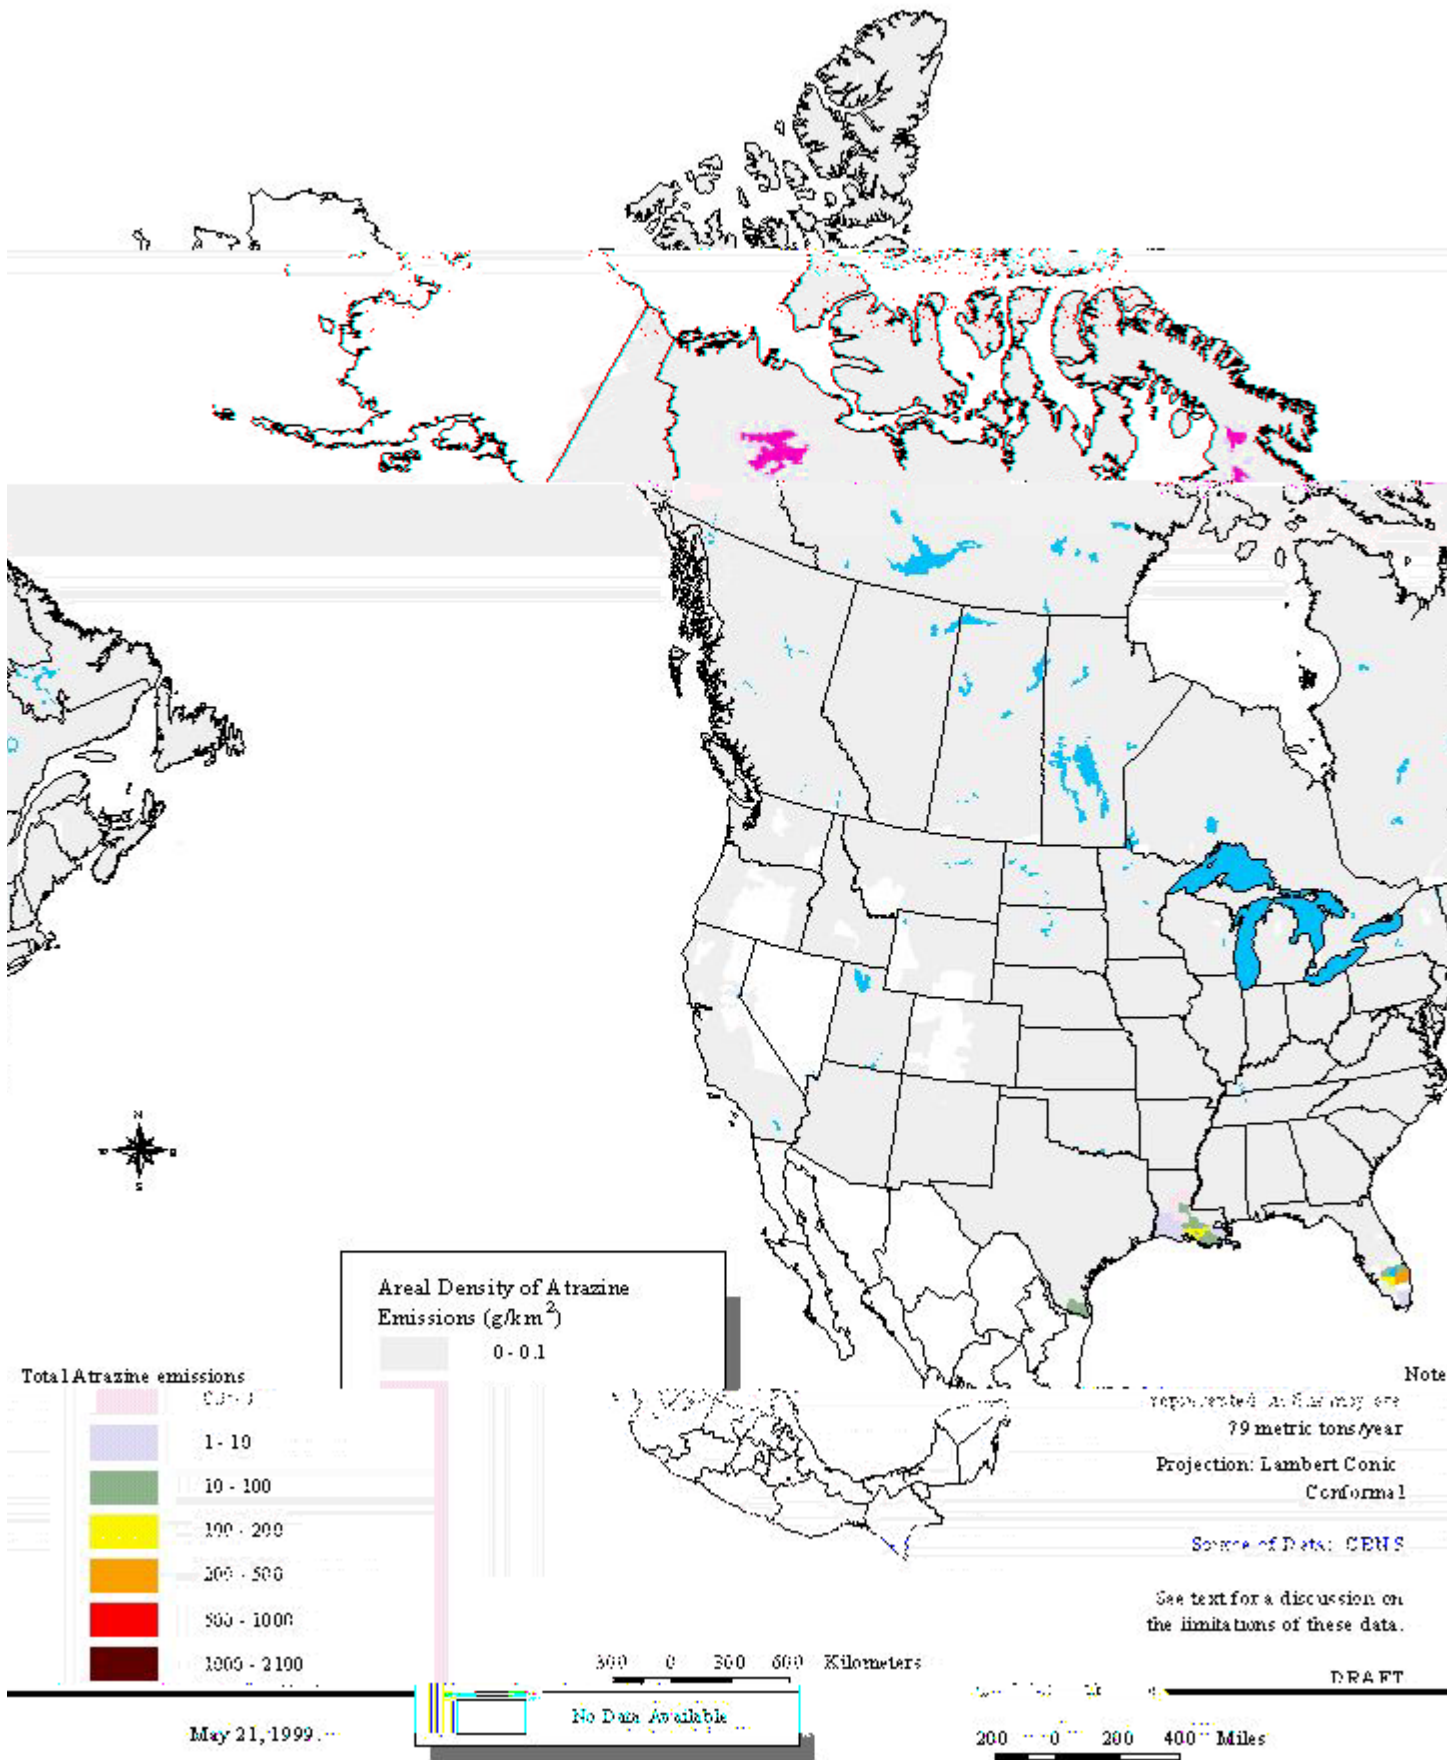 N
S
Areal Density of Atrazine
Emissions (g/km2)
0 - 0.1
Total Atrazine emissions
Note
1 - 10
10 - 100
100 - 200
200 - 500
500 - 1000
1000 - 2100
represented
79 metric tons/year
Projection: Lambert Conic
Conformal
Source of Data: CBNS
See text for a discussion on
the limitations of these data.
DRAFT
300 0 300 600 Kilometers
No Data Available
May 21, 1999
200 0 200 400 Miles